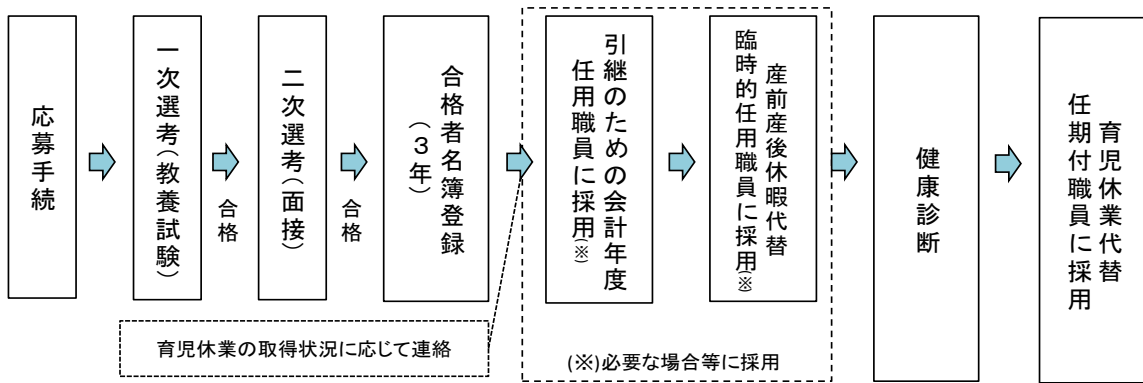 応募手続
一次選考（教養試験）
合格
二次選考（面接）
合格
合格者名簿登録
（３年）
育児休業の取得状況に応じて連絡
引継のための会計年度
任用職員に採用(※)
産前産後休暇代替
臨時的任用職員に採用(※)
(※)必要な場合等に採用
健康診断
育児休業代替
任期付職員に採用